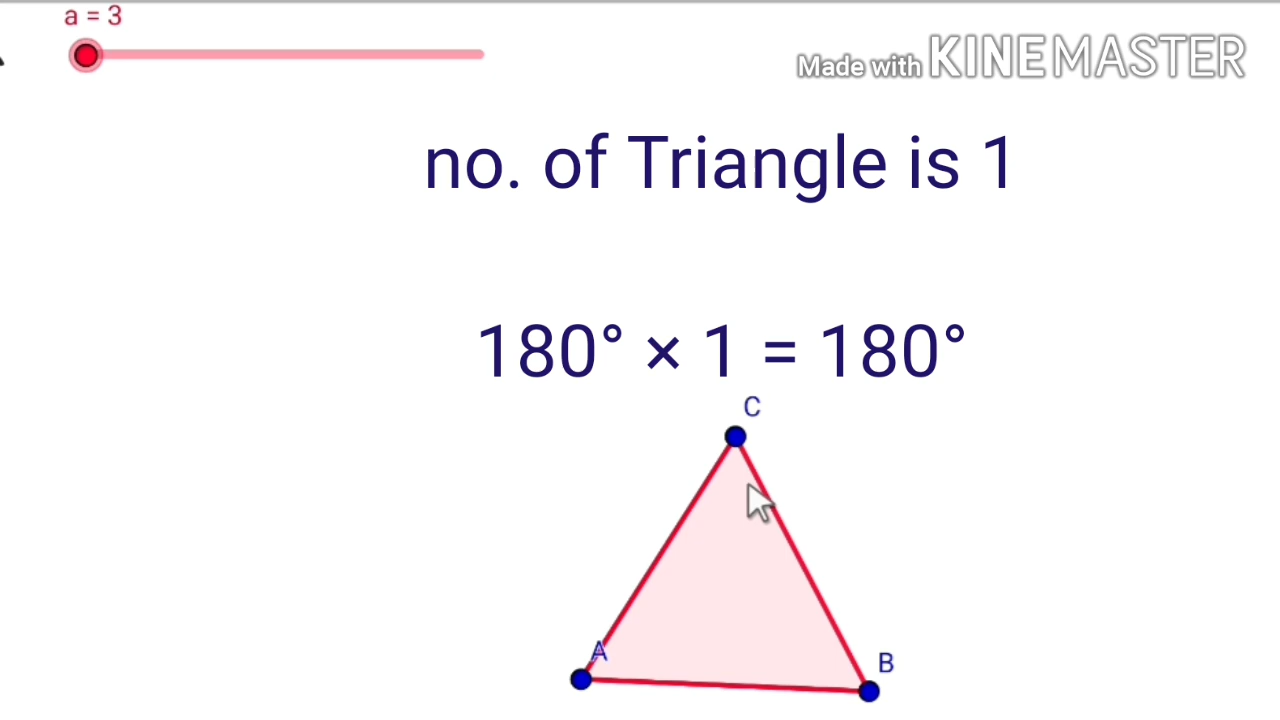 a = 3
Made with KINEMASTER
no. of Triangle is 1
180° × 1 = 180°
C
A
B